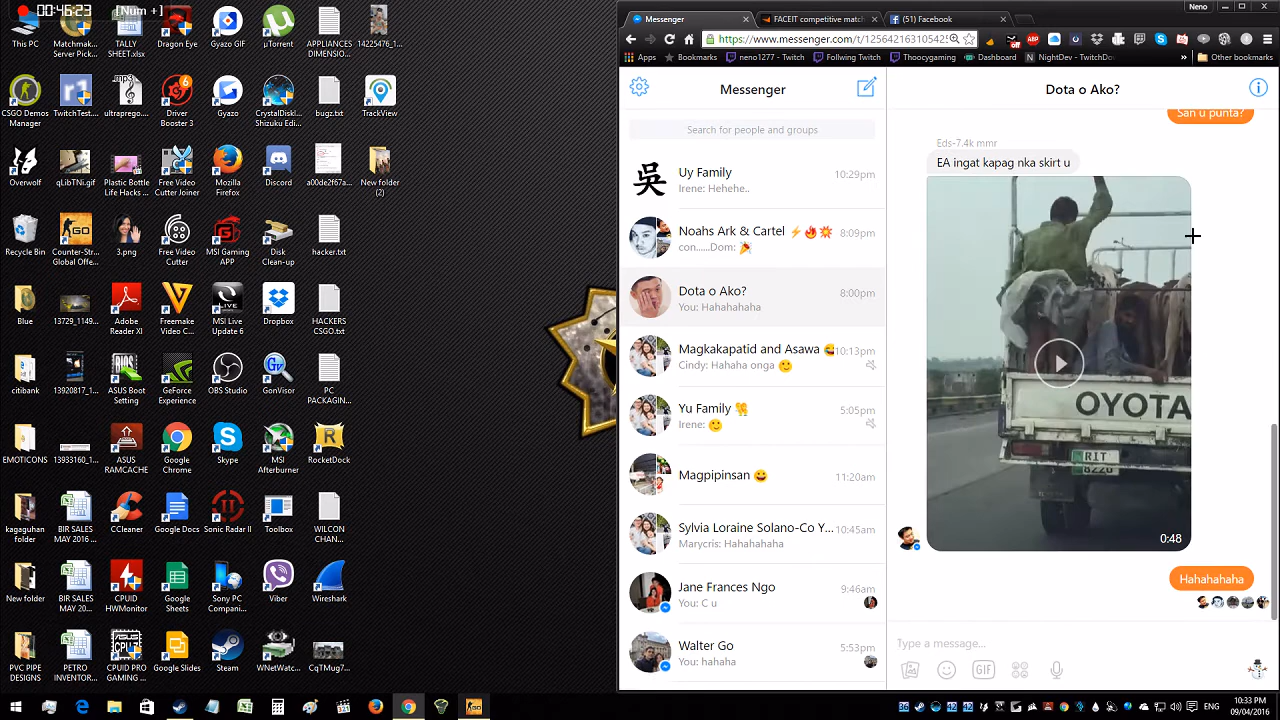 00:46:23 [Num +]
This PC
Matchmak...
Fever Pick...
TALLY
SHEET.xlsx
Dragon Eye
Gyazo GIF
µTorrent
APPLIANCES
14225476_1...
CSGO Demos
Manager
TwitchTest...
mp3
ultraprego...
Driver
Booster 3
Gyazo
CrystalDisk...
Shizuku Edi...
bugz.txt
TrackView
Overwolf
qLibTNi.gif
Plastic Bottle
Life Hacks ...
Free Video
Cutter Joiner
Mozilla
Firefox
Discord
a00de2f67a...
New folder
(2)
Recycle Bin
Counter-Str...
3.png
Free Video
Cutter
MSI Gaming
APP
Disk
Clean-up
hacker.txt
Blue
13729_1149...
Adobe
Reader XI
Freemake
Video C...
MSI Live
Update 6
Dropbox
HACKERS
CSGO.txt
citibank
13920817_1...
ASUS Boot
Setting
GeForce
Experience
OBS Studio
GonVisor
PC
PACKAGIN...
EMOTICONS
13933160_1...
ASUS
RAMCACHE
Google
Chrome
Skype
MSI
Afterburner
RocketDock
kagaguhan
folder
BIR SALES
MAY 2016 ...
CCleaner
Google Docs
Sonic Radar II
Toolbox
WILCON
CHAN...
New folder
BIR SALES
MAY 20...
CPUID
HWMonitor
Google
Sheets
Sony PC
Compani...
Viber
Wireshark
PVC PIPE
PETRO
INVENTOR...
CPUID PRO
GAMING ...
Google Slides
Steam
WNetWatc...
CqTMug7...
Neno
Messenger
FACEIT competitive match
(51) Facebook
https://www.messenger.com/t/125642163105425
Apps
Bookmarks
neno1277 - Twitch
Follwing Twitch
Thoocygaming
Dashboard
NightDev - TwitchDow
»
Other bookmarks
Messenger
Search for people and groups
吳
Uy Family
10:29pm
Irene: Hehehe..
Noahs Ark & Cartel ⚡🔥💥
8:09pm
con......Dom: 🎉
Dota o Ako?
8:00pm
You: Hahahahaha
Magkakapatid and Asawa 😅
10:13pm
Cindy: Hahaha onga 🙂
Yu Family
5:05pm
Irene: 🙂
Magpipinsan 😀
11:20am
Sylvia Loraine Solano-Co Y...
10:45am
Marycris: Hahahahaha
Jane Frances Ngo
9:46am
You: C u
Walter Go
5:53pm
You: hahaha
Dota o Ako?
San u punta?
Eds-7.4k mmr
EA ingat kapag nka skirt u
OYOTA
RIT
8226
0:48
Hahahahaha
Type a message...
GIF
ENG
10:33 PM
09/04/2016